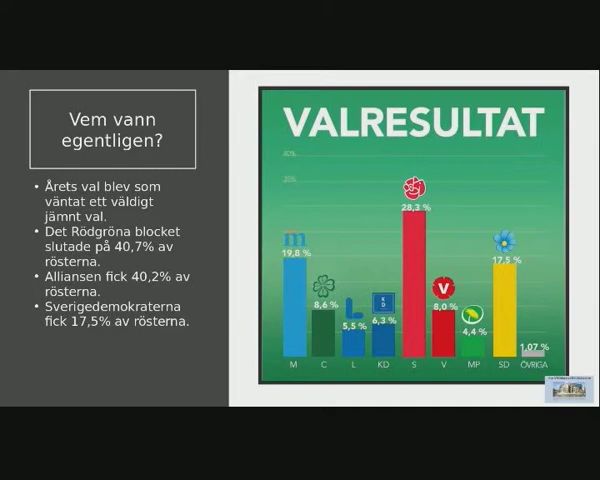 Vem vann
egentligen?
• Årets val blev som
väntat ett väldigt
jämnt val.
• Det Rödgröna blocket
slutade på 40,7% av
rösterna.
• Alliansen fick 40,2% av
rösterna.
• Sverigedemokraterna
fick 17,5% av rösterna.
VALRESULTAT
m
19,8 %
8,6 %
L
5,5 %
K
D
6,3 %
28,3 %
V
8,0 %
4,4 %
17,5 %
1,07 %
M C L KD S V MP SD ÖVRIGA